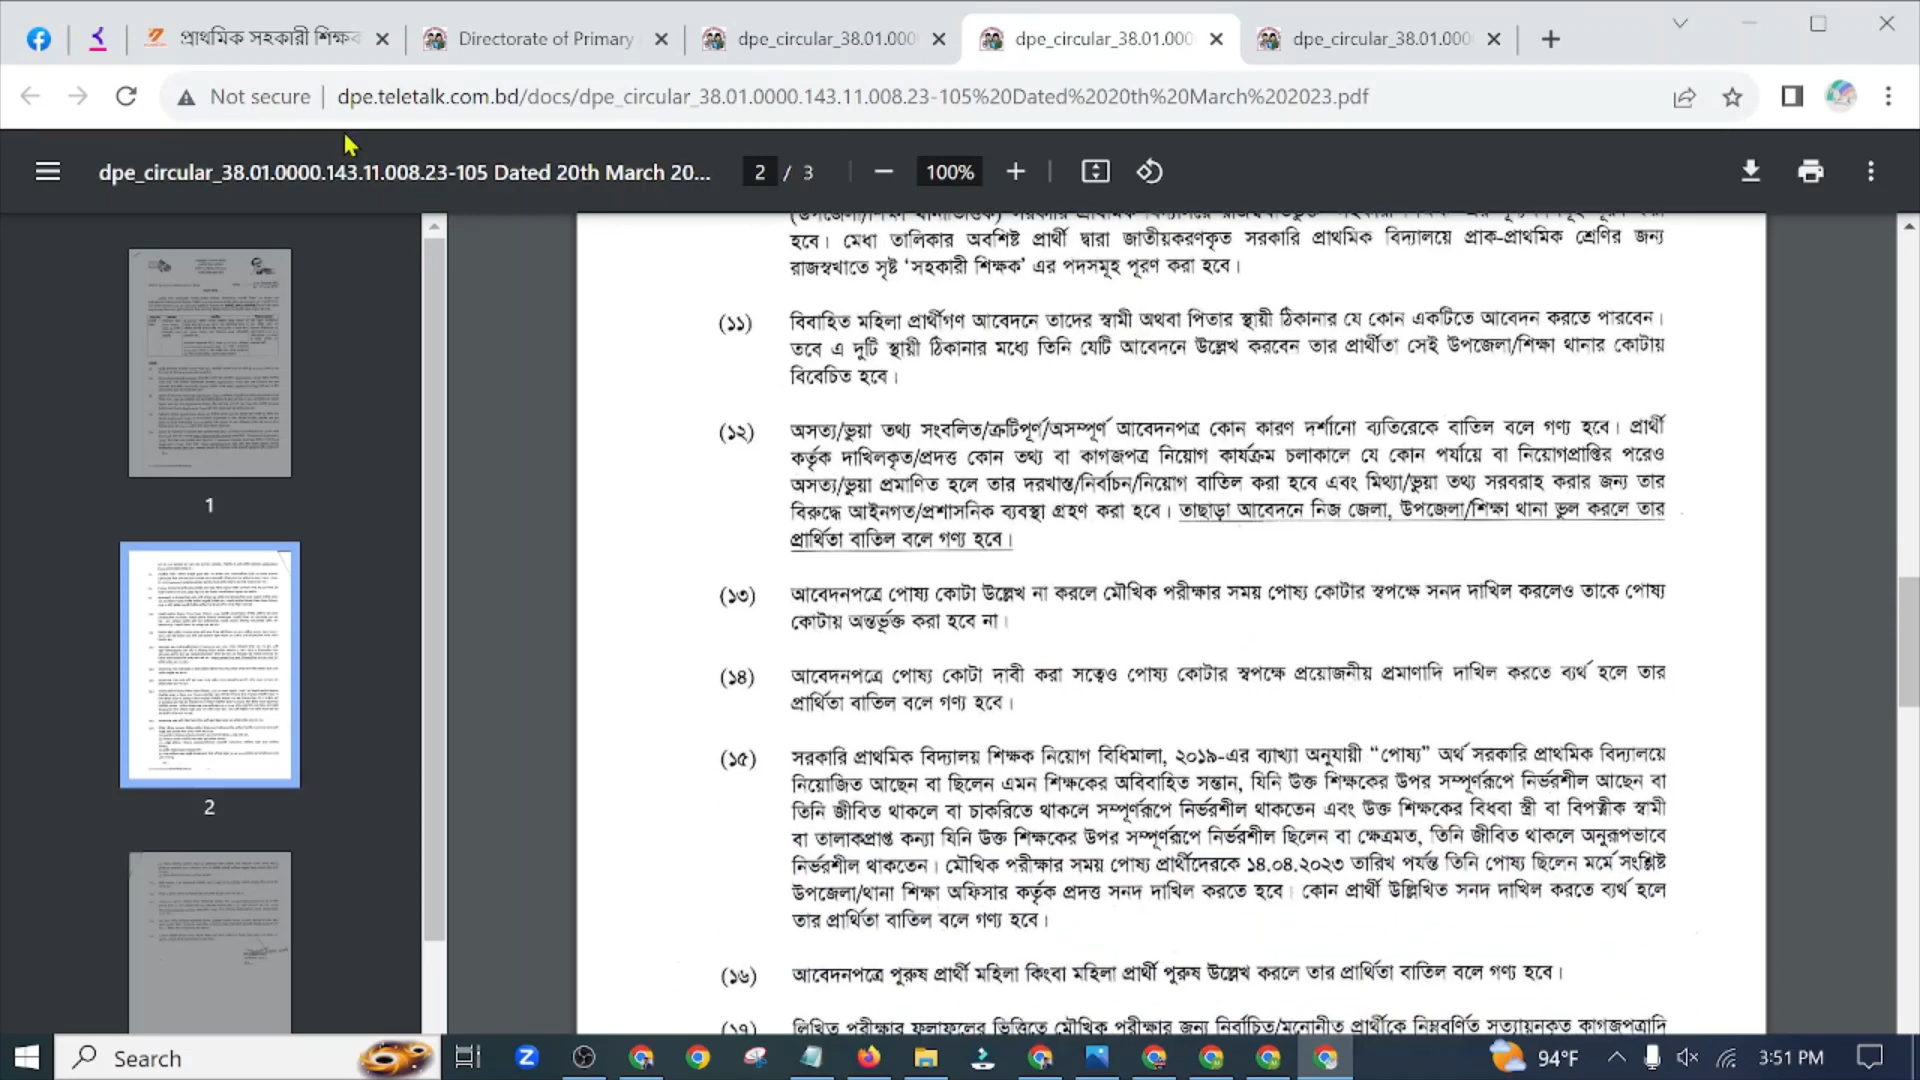 প্রাথমিক সহকারী শিক্ষক
Directorate of Primary
dpe_circular_38.01.000
dpe_circular_38.01.000
dpe_circular_38.01.000
Not secure
dpe.teletalk.com.bd/docs/dpe_circular_38.01.0000.143.11.008.23-105%20Dated%2020th%20March%202023.pdf
dpe_circular_38.01.0000.143.11.008.23-105 Dated 20th March 20...
2 / 3
100%
হবে। মেধা তালিকার অবশিষ্ট প্রার্থী দ্বারা জাতীয়করণকৃত সরকারি প্রাথমিক বিদ্যালয়ে প্রাক-প্রাথমিক শ্রেণির জন্য
রাজস্বখাতে সৃষ্ট ‘সহকারী শিক্ষক’ এর পদসমূহ পূরণ করা হবে।
(১১) বিবাহিত মহিলা প্রার্থীগণ আবেদনে তাদের স্বামী অথবা পিতার স্থায়ী ঠিকানার যে কোন একটিতে আবেদন করতে পারবেন।
তবে এ দুটি স্থায়ী ঠিকানার মধ্যে তিনি যেটি আবেদনে উল্লেখ করবেন তার প্রার্থীতা সেই উপজেলা/শিক্ষা থানার কোটায়
বিবেচিত হবে।
(১২) অসত্য/ভুয়া তথ্য সংবলিত/ত্রুটিপূর্ণ/অসম্পূর্ণ আবেদনপত্র কোন কারণ দর্শানো ব্যতিরেকে বাতিল বলে গণ্য হবে। প্রার্থী
কর্তৃক দাখিলকৃত/প্রদত্ত কোন তথ্য বা কাগজপত্র নিয়োগ কার্যক্রম চলাকালে যে কোন পর্যায়ে বা নিয়োগপ্রাপ্তির পরেও
অসত্য/ভুয়া প্রমাণিত হলে তার দরখাস্ত/নির্বাচন/নিয়োগ বাতিল করা হবে এবং মিথ্যা/ভুয়া তথ্য সরবরাহ করার জন্য তার
বিরুদ্ধে আইনগত/প্রশাসনিক ব্যবস্থা গ্রহণ করা হবে। তাছাড়া আবেদনে নিজ জেলা, উপজেলা/শিক্ষা থানা ভুল করলে তার
প্রার্থিতা বাতিল বলে গণ্য হবে।
(১৩) আবেদনপত্রে পোষ্য কোটা উল্লেখ না করলে মৌখিক পরীক্ষার সময় পোষ্য কোটার স্বপক্ষে সনদ দাখিল করলেও তাকে পোষ্য
কোটায় অন্তর্ভূক্ত করা হবে না।
(১৪) আবেদনপত্রে পোষ্য কোটা দাবী করা সত্বেও পোষ্য কোটার স্বপক্ষে প্রয়োজনীয় প্রমাণাদি দাখিল করতে ব্যর্থ হলে তার
প্রার্থিতা বাতিল বলে গণ্য হবে।
(১৫) সরকারি প্রাথমিক বিদ্যালয় শিক্ষক নিয়োগ বিধিমালা, ২০১৯-এর ব্যাখ্যা অনুযায়ী “পোষ্য” অর্থ সরকারি প্রাথমিক বিদ্যালয়ে
নিয়োজিত আছেন বা ছিলেন এমন শিক্ষকের অবিবাহিত সন্তান, যিনি উক্ত শিক্ষকের উপর সম্পূর্ণরূপে নির্ভরশীল আছেন বা
তিনি জীবিত থাকলে বা চাকরিতে থাকলে সম্পূর্ণরূপে নির্ভরশীল থাকতেন এবং উক্ত শিক্ষকের বিধবা স্ত্রী বা বিপত্নীক স্বামী
বা তালাকপ্রাপ্ত কন্যা যিনি উক্ত শিক্ষকের উপর সম্পূর্ণরূপে নির্ভরশীল ছিলেন বা ক্ষেত্রমত, তিনি জীবিত থাকলে অনুরূপভাবে
নির্ভরশীল থাকতেন। মৌখিক পরীক্ষার সময় পোষ্য প্রার্থীদেরকে ১৪.০৪.২০২৩ তারিখ পর্যন্ত তিনি পোষ্য ছিলেন মর্মে সংশ্লিষ্ট
উপজেলা/থানা শিক্ষা অফিসার কর্তৃক প্রদত্ত সনদ দাখিল করতে হবে। কোন প্রার্থী উল্লিখিত সনদ দাখিল করতে ব্যর্থ হলে
তার প্রার্থিতা বাতিল বলে গণ্য হবে।
(১৬) আবেদনপত্রে পুরুষ প্রার্থী মহিলা কিংবা মহিলা প্রার্থী পুরুষ উল্লেখ করলে তার প্রার্থিতা বাতিল বলে গণ্য হবে।
(১৭) লিখিত পরীক্ষার ফলাফলের ভিত্তিতে মৌখিক পরীক্ষার জন্য নির্বাচিত/মনোনীত প্রার্থীকে নিম্নবর্ণিত সত্যায়নকৃত কাগজপত্রাদি
1
2
Search
94°F
3:51 PM